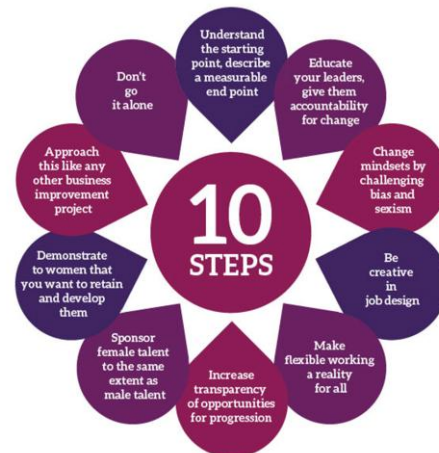 Understand
the starting
point, describe
a measurable
end point
Educate
your leaders,
give them
accountability
for change
Change
mindsets by
challenging
bias and
sexism
Be
creative
in
job design
Make
flexible working
a reality
for all
Increase
transparency
of opportunities
for progression
Sponsor
female talent
to the same
extent as
male talent
Demonstrate
to women that
you want to retain
and develop
them
Approach
this like any
other business
improvement
project
Don't
go
it alone
10
STEPS